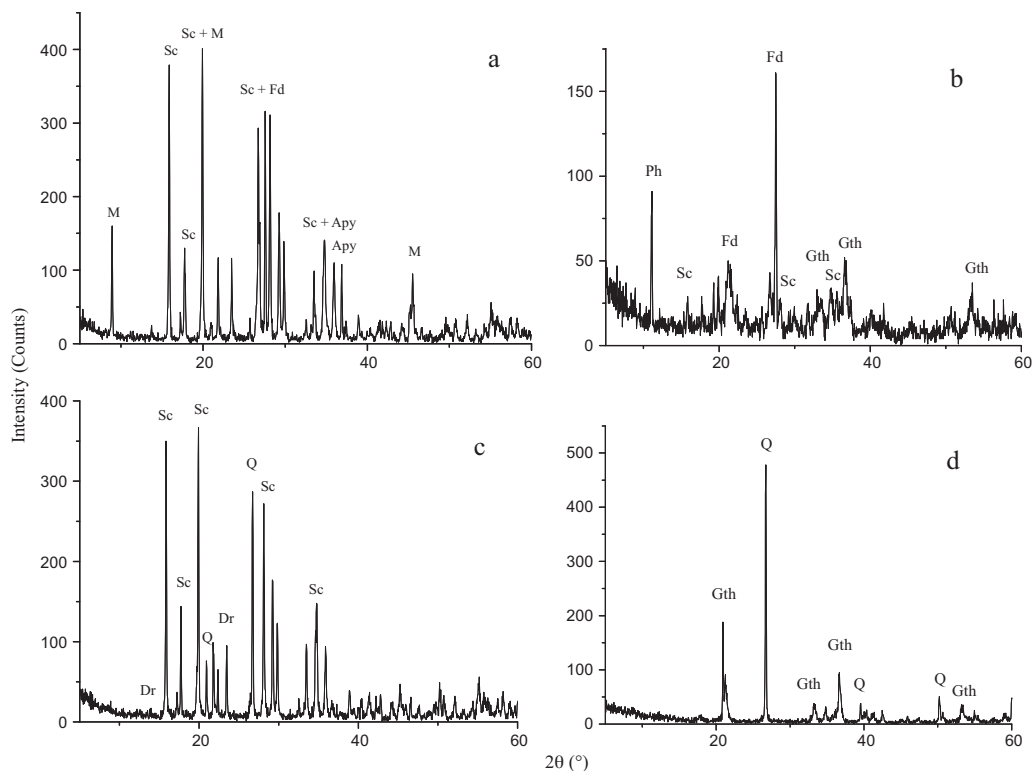 Intensity (Counts)
a
400
300
200
100
0
20
40
60
M
Sc
Sc
Sc + M
Sc + Fd
Sc + Apy
Apy
M
b
150
100
50
0
20
40
60
Ph
Sc
Fd
Fd
Sc
Gth
Sc
Gth
Gth
c
400
300
200
100
0
20
40
60
Dr
Sc
Sc
Sc
Q
Dr
Q
Sc
Sc
d
500
400
300
200
100
0
20
40
60
Gth
Q
Gth
Gth
Q
Q
Gth
2θ (°)